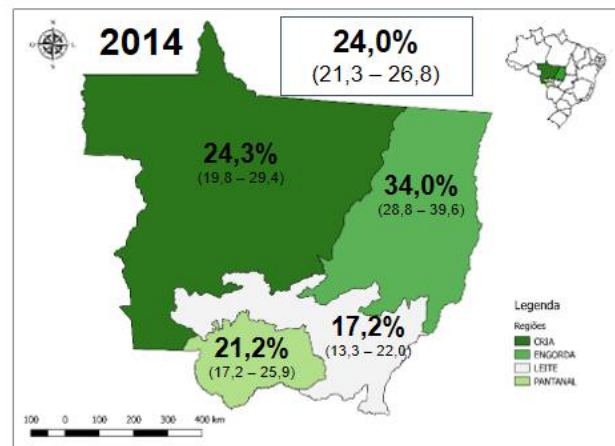 2014
24,0%
(21,3 – 26,8)
24,3%
(19,8 – 29,4)
34,0%
(28,8 – 39,6)
17,2%
(13,3 – 22,0)
21,2%
(17,2 – 25,9)
Legenda
Regiões
CRIA
ENGORDA
LEITE
PANTANAL
100 0 100 200 300 400 km